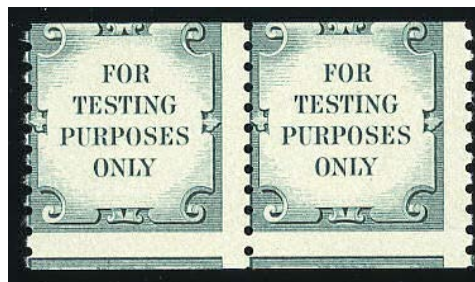 FOR
TESTING
PURPOSES
ONLY
FOR
TESTING
PURPOSES
ONLY